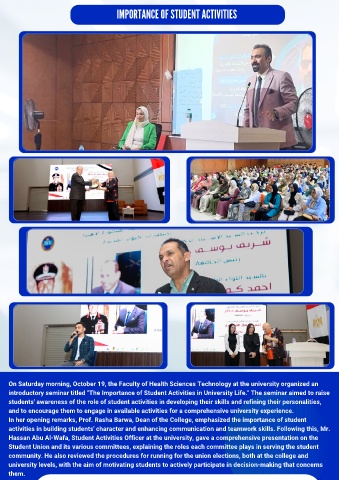 IMPORTANCE OF STUDENT ACTIVITIES
شريف يوسف
احمد كم
On Saturday morning, October 19, the Faculty of Health Sciences Technology at the university organized an
introductory seminar titled "The Importance of Student Activities in University Life." The seminar aimed to raise
students' awareness of the role of student activities in developing their skills and refining their personalities,
and to encourage them to engage in available activities for a comprehensive university experience.
In her opening remarks, Prof. Rasha Barwa, Dean of the College, emphasized the importance of student
activities in building students' character and enhancing communication and teamwork skills. Following this, Mr.
Hassan Abu Al-Wafa, Student Activities Officer at the university, gave a comprehensive presentation on the
Student Union and its various committees, explaining the roles each committee plays in serving the student
community. He also reviewed the procedures for running for the union elections, both at the college and
university levels, with the aim of motivating students to actively participate in decision-making that concerns
them.